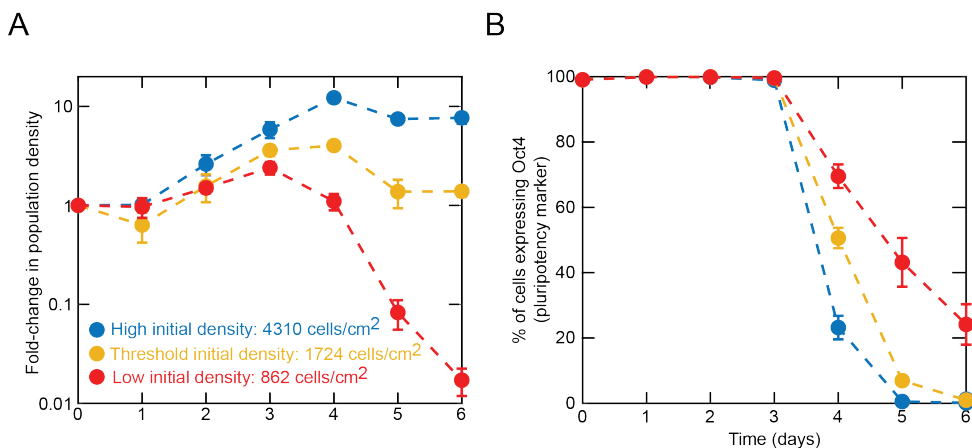 A
Fold-change in population density
10
1
0.1
0.01
High initial density: 4310 cells/cm2
Threshold initial density: 1724 cells/cm2
Low initial density: 862 cells/cm2
0 1 2 3 4 5 6
B
% of cells expressing Oct4
(pluripotency marker)
100
80
60
40
20
0
0 1 2 3 4 5 6
Time (days)